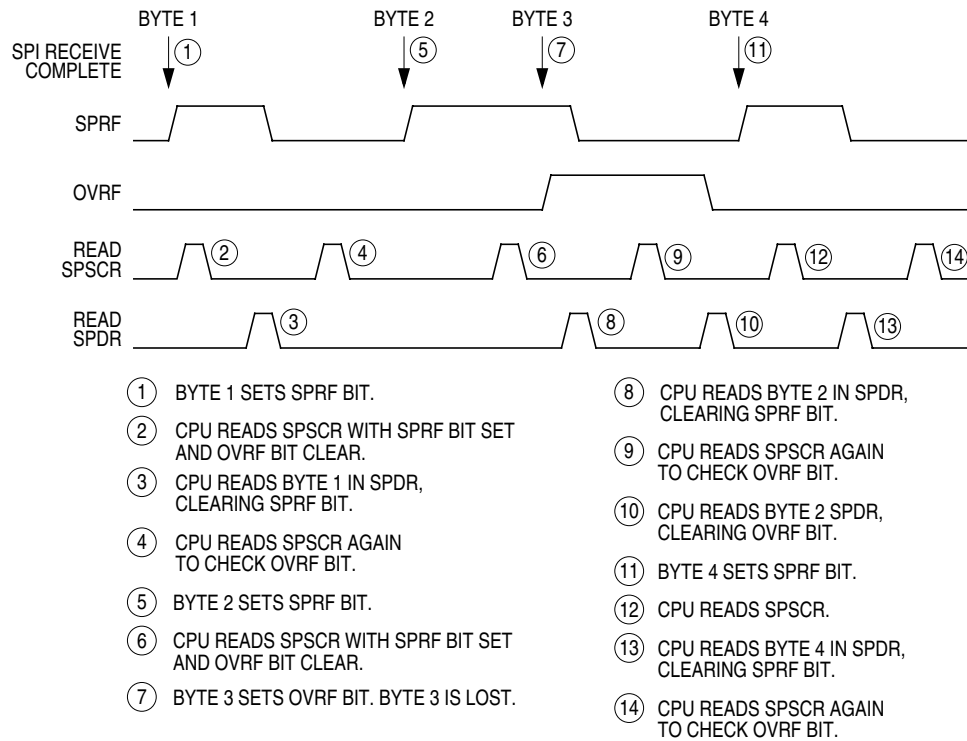 BYTE 1 BYTE 2 BYTE 3 BYTE 4
SPI RECEIVE
COMPLETE
1 5 7 11
SPRF
OVRF
READ
SPSCR
2 4 6 9 12 14
READ
SPDR
3 8 10 13
1 BYTE 1 SETS SPRF BIT.
2 CPU READS SPSCR WITH SPRF BIT SET
AND OVRF BIT CLEAR.
3 CPU READS BYTE 1 IN SPDR,
CLEARING SPRF BIT.
4 CPU READS SPSCR AGAIN
TO CHECK OVRF BIT.
5 BYTE 2 SETS SPRF BIT.
6 CPU READS SPSCR WITH SPRF BIT SET
AND OVRF BIT CLEAR.
7 BYTE 3 SETS OVRF BIT. BYTE 3 IS LOST.
8 CPU READS BYTE 2 IN SPDR,
CLEARING SPRF BIT.
9 CPU READS SPSCR AGAIN
TO CHECK OVRF BIT.
10 CPU READS BYTE 2 SPDR,
CLEARING OVRF BIT.
11 BYTE 4 SETS SPRF BIT.
12 CPU READS SPSCR.
13 CPU READS BYTE 4 IN SPDR,
CLEARING SPRF BIT.
14 CPU READS SPSCR AGAIN
TO CHECK OVRF BIT.